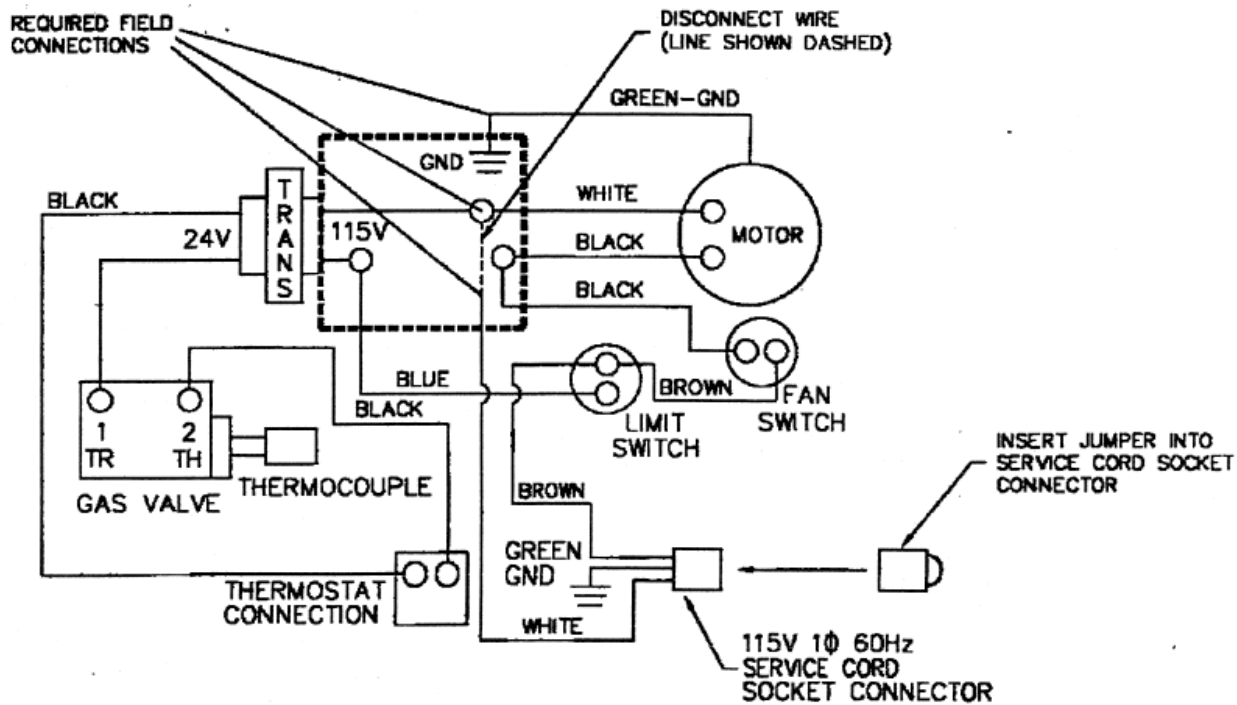 REQUIRED FIELD
CONNECTIONS
DISCONNECT WIRE
(LINE SHOWN DASHED)
GREEN-GND
GND
BLACK
TRANS
24V
115V
WHITE
BLACK
MOTOR
BLACK
BLUE
BROWN
FAN
SWITCH
LIMIT
SWITCH
BLACK
1
TR
2
TH
GAS VALVE
THERMOCOUPLE
BROWN
INSERT JUMPER INTO
SERVICE CORD SOCKET
CONNECTOR
GREEN
GND
THERMOSTAT
CONNECTION
WHITE
115V 1Φ 60Hz
SERVICE CORD
SOCKET CONNECTOR